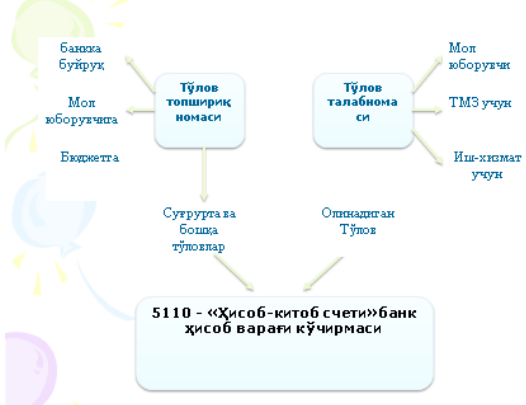 банкка
буйруқ
Мол
юборувчига
Бюджетга
Тўлов
топшириқ
номаси
Тўлов
талабнома
си
Мол
юборувчи
ТМЗ учун
Иш-хизмат
учун
Суғрурта ва
бошқа
тўловлар
Олинадиган
Тўлов
5110 - «Ҳисоб-китоб счети»банк
ҳисоб варағи кўчирмаси